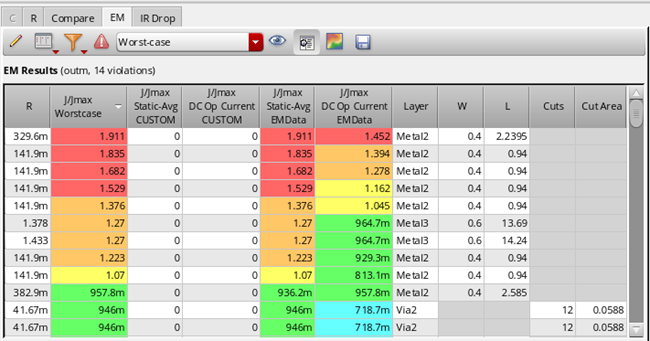 C R Compare EM IR Drop
Worst-case
EM Results (outm, 14 violations)
R J/Jmax Worstcase J/Jmax Static-Avg CUSTOM J/Jmax DC Op Current CUSTOM J/Jmax Static-Avg EMData J/Jmax DC Op Current EMData Layer W L Cuts Cut Area
329.6m 1.911 0 0 1.911 1.452 Metal2 0.4 2.2395
141.9m 1.835 0 0 1.835 1.394 Metal2 0.4 0.94
141.9m 1.682 0 0 1.682 1.278 Metal2 0.4 0.94
141.9m 1.529 0 0 1.529 1.162 Metal2 0.4 0.94
141.9m 1.376 0 0 1.376 1.045 Metal2 0.4 0.94
1.378 1.27 0 0 1.27 964.7m Metal3 0.6 13.69
1.433 1.27 0 0 1.27 964.7m Metal3 0.6 14.24
141.9m 1.223 0 0 1.223 929.3m Metal2 0.4 0.94
141.9m 1.07 0 0 1.07 813.1m Metal2 0.4 0.94
382.9m 957.8m 0 0 936.2m 957.8m Metal2 0.4 2.585
41.67m 946m 0 0 946m 718.7m Via2 12 0.0588
41.67m 946m 0 0 946m 718.7m Via2 12 0.0588